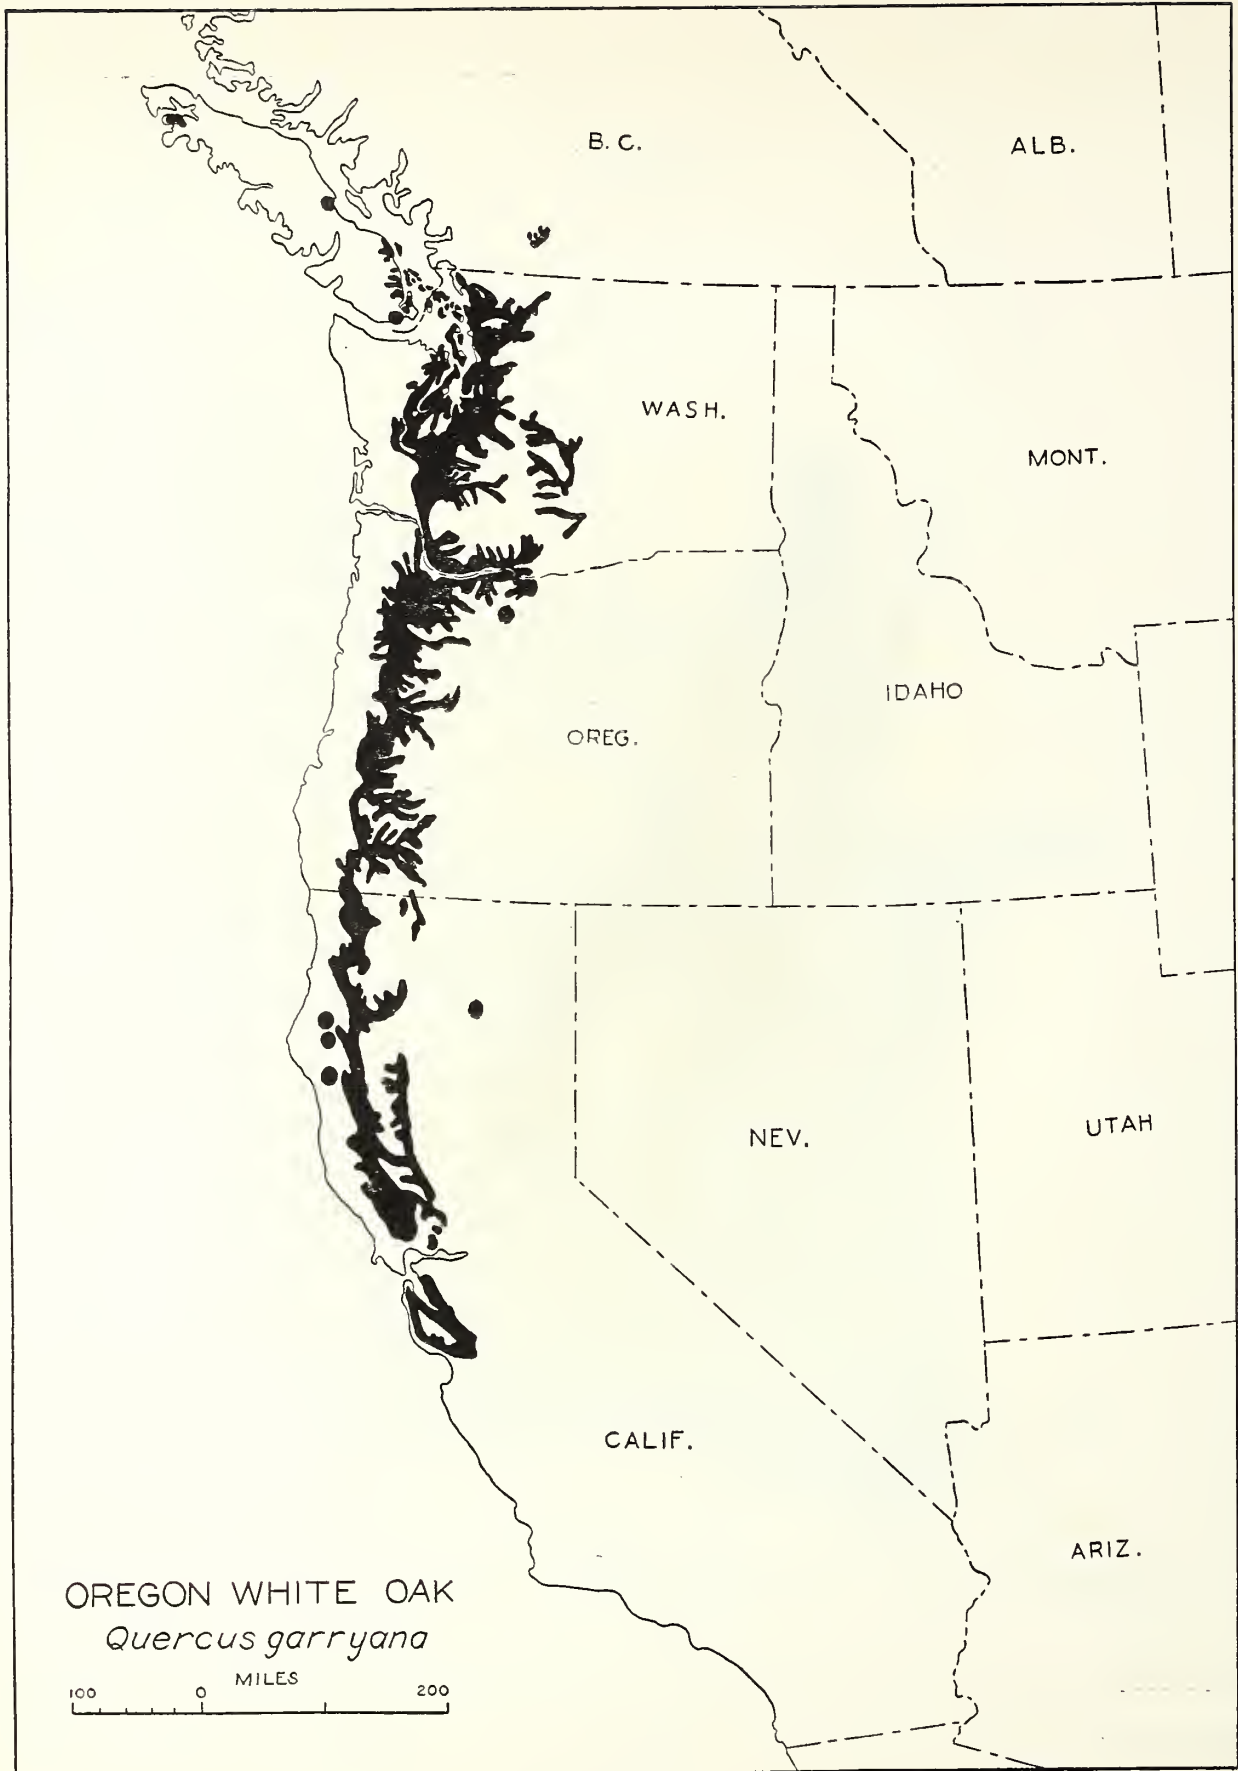 B.C.
ALB.
WASH.
MONT.
IDAHO
OREG.
NEV.
UTAH
CALIF.
ARIZ.
OREGON WHITE OAK
Quercus garryana
MILES
100 0 200